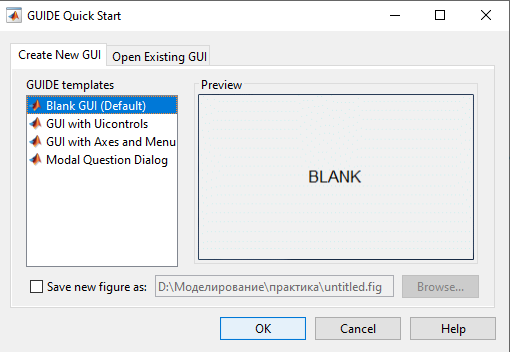 GUIDE Quick Start
Create New GUI Open Existing GUI
GUIDE templates
Blank GUI (Default)
GUI with Uicontrols
GUI with Axes and Menu
Modal Question Dialog
Preview
BLANK
Save new figure as: D:\Моделирование\практика\untitled.fig Browse...
OK Cancel Help